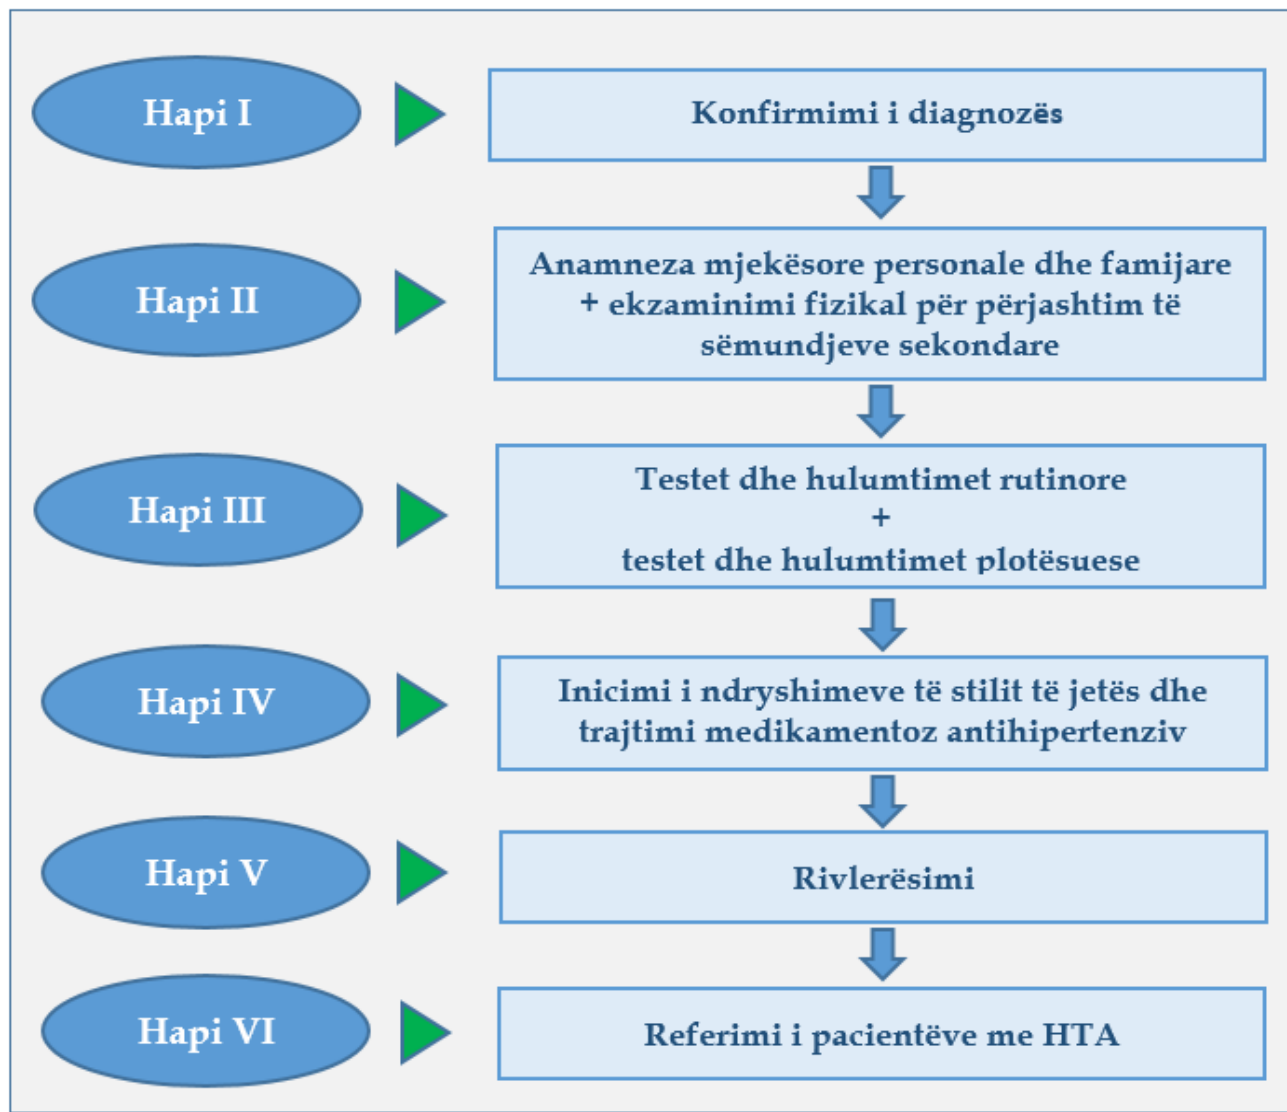 Hapi I
Konfirmimi i diagnozës
Hapi II
Anamneza mjekësore personale dhe famijare
+ ekzaminimi fizikal për përjashtim të
sëmundjeve sekondare
Hapi III
Testet dhe hulumtimet rutinore
+
testet dhe hulumtimet plotësuese
Hapi IV
Inicimi i ndryshimeve të stilit të jetës dhe
trajtimi medikamentoz antihipertenziv
Hapi V
Rivlerësimi
Hapi VI
Referimi i pacientëve me HTA